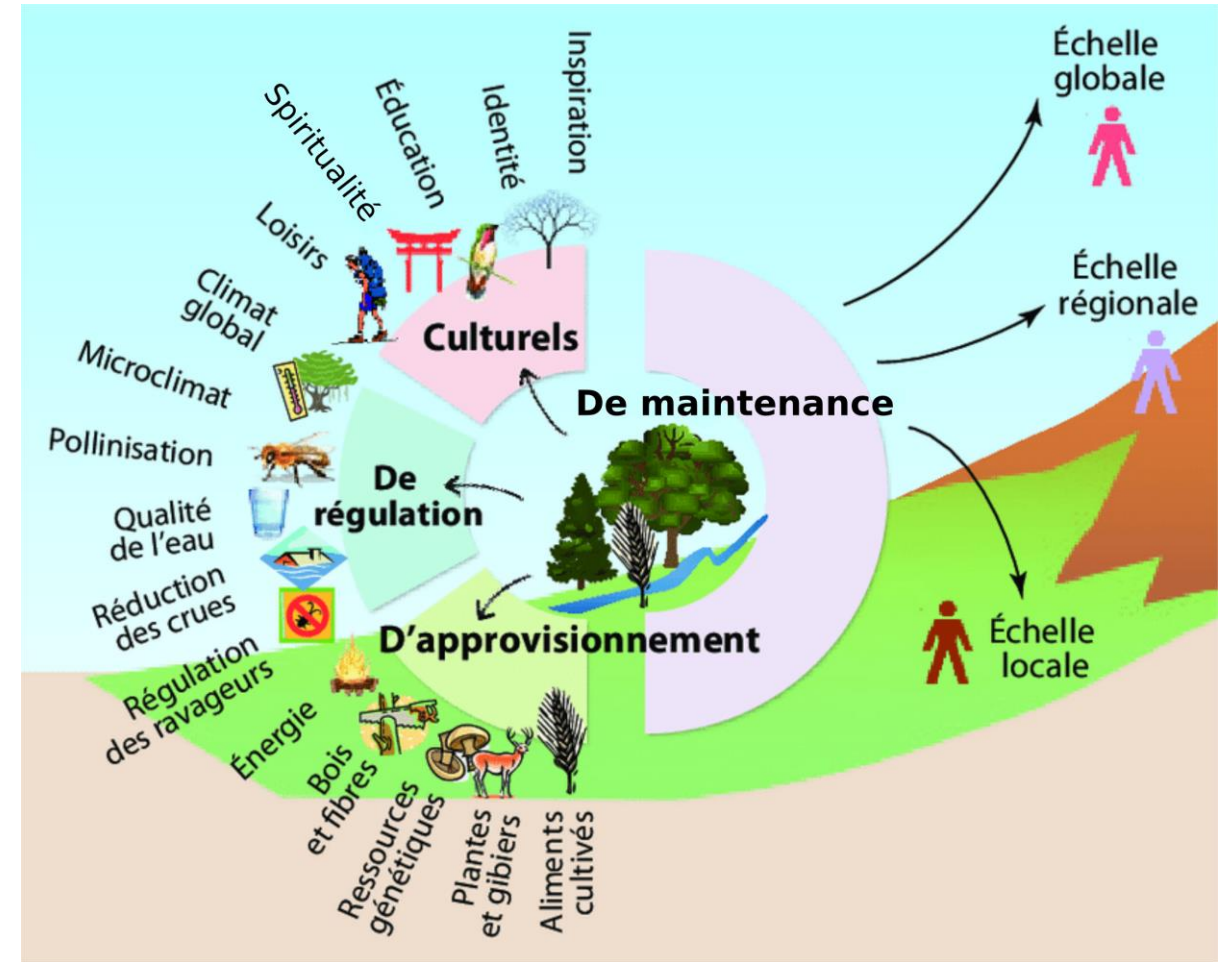 Inspiration
Identité
Éducation
Spiritualité
Loisirs
Climat
global
Microclimat
Pollinisation
Qualité
de l'eau
Réduction
des crues
Régulation
des ravageurs
Énergie
Bois
et fibres
Ressources
génétiques
Plantes
et gibiers
Aliments
cultivés
Culturels
De
régulation
D'approvisionnement
De maintenance
Échelle
globale
Échelle
régionale
Échelle
locale